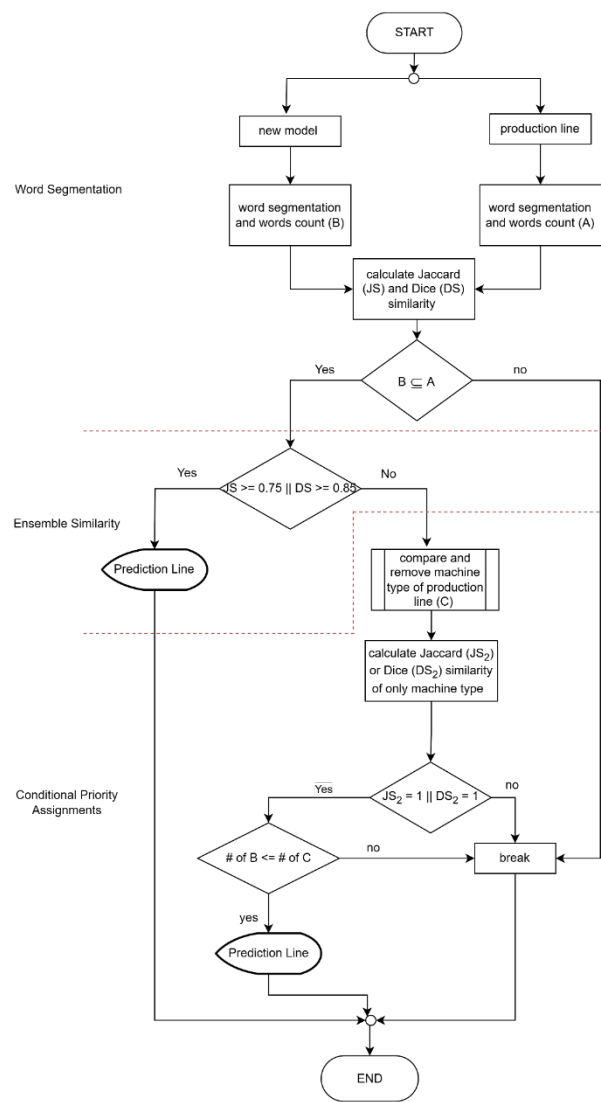 START
new model
production line
Word Segmentation
word segmentation
and words count (B)
word segmentation
and words count (A)
calculate Jaccard
(JS) and Dice (DS)
similarity
Yes
B ⊆ A
no
Yes
JS >= 0.75 || DS >= 0.85
No
Ensemble Similarity
Prediction Line
compare and
remove machine
type of production
line (C)
calculate Jaccard (JS₂)
or Dice (DS₂) similarity
of only machine type
Conditional Priority
Assignments
Yes
JS₂ = 1 || DS₂ = 1
no
# of B <= # of C
no
break
yes
Prediction Line
END